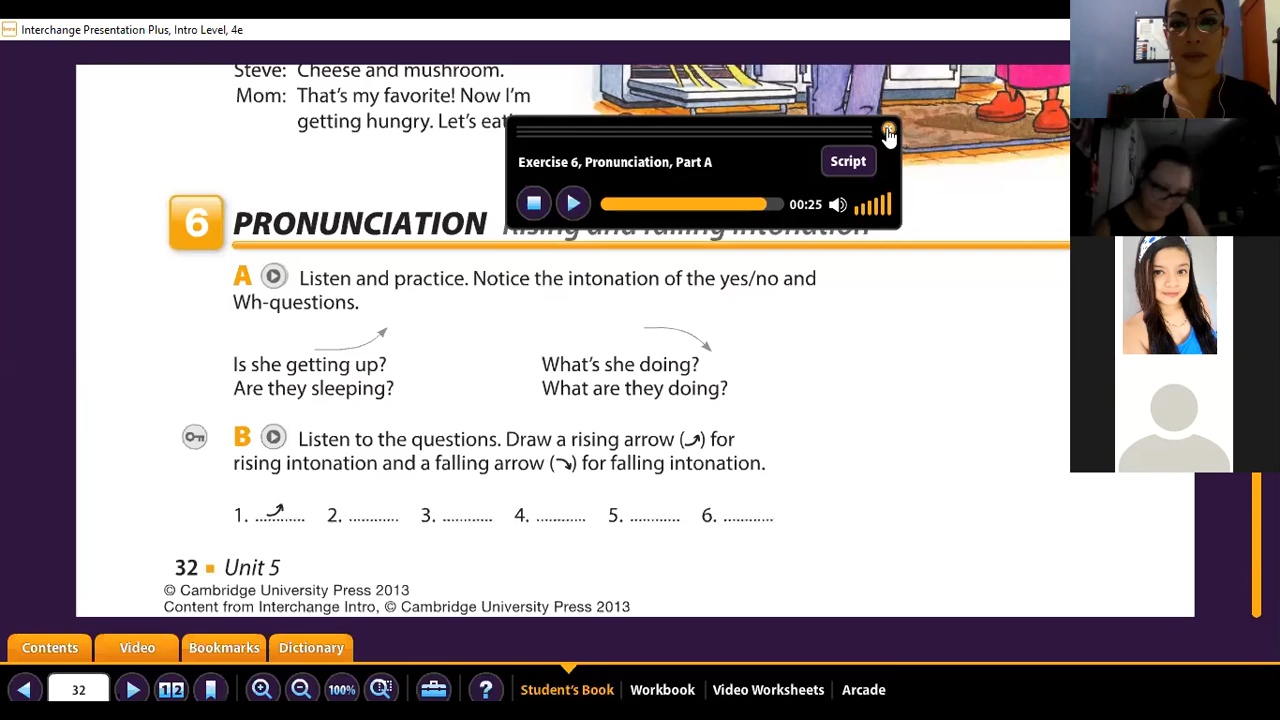 Interchange Presentation Plus, Intro Level, 4e
Steve: Cheese and mushroom.
Mom: That's my favorite! Now I'm
getting hungry. Let's eat
Exercise 6, Pronunciation, Part A
Script
00:25
6 PRONUNCIATION Rising and falling intonation
A Listen and practice. Notice the intonation of the yes/no and
Wh-questions.
Is she getting up? What's she doing?
Are they sleeping? What are they doing?
B Listen to the questions. Draw a rising arrow (⤴) for
rising intonation and a falling arrow (⤵) for falling intonation.
1. ............ 2. ............ 3. ............ 4. ............ 5. ............ 6. ............
32 ▪ Unit 5
© Cambridge University Press 2013
Content from Interchange Intro, © Cambridge University Press 2013
Contents Video Bookmarks Dictionary
32 12 100% ? Student's Book Workbook Video Worksheets Arcade